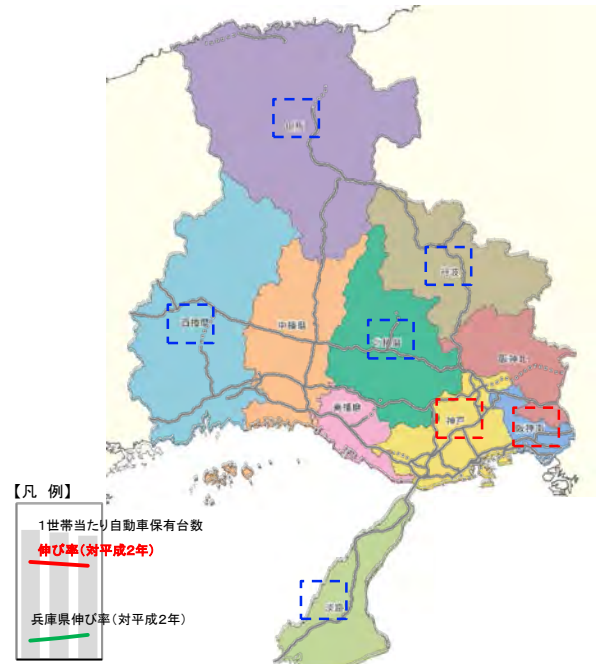 但馬
丹波
西播磨
中播磨
北播磨
阪神北
東播磨
神戸
阪神南
淡路
【凡 例】
1世帯当たり自動車保有台数
伸び率(対平成2年)
兵庫県伸び率(対平成2年)